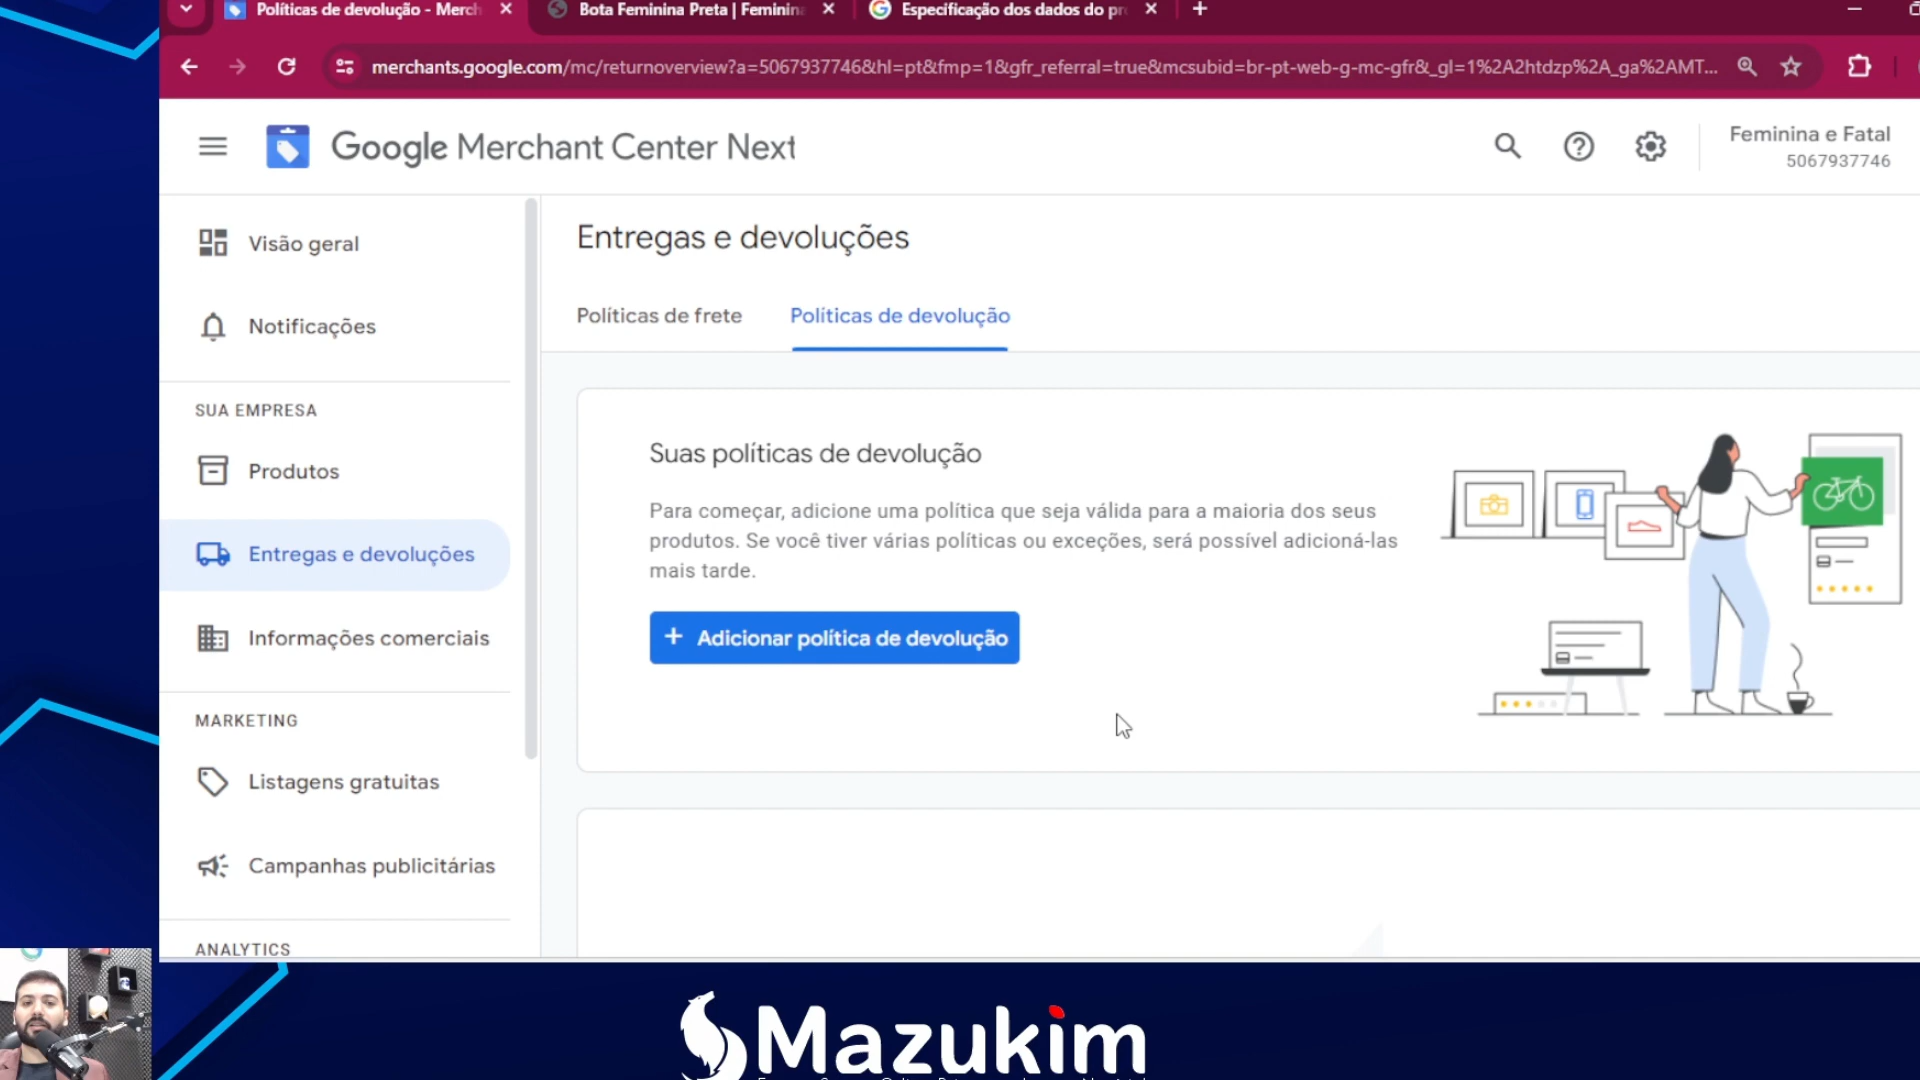 Políticas de devolução - Merch
Bota Feminina Preta | Feminina
Especificação dos dados do pro
merchants.google.com/mc/returnoverview?a=5067937746&hl=pt&fmp=1&gfr_referral=true&mcsubid=br-pt-web-g-mc-gfr&_gl=1%2A2htdzp%2A_ga%2AMT...
Google Merchant Center Next
Feminina e Fatal
5067937746
Visão geral
Notificações
SUA EMPRESA
Produtos
Entregas e devoluções
Informações comerciais
MARKETING
Listagens gratuitas
Campanhas publicitárias
ANALYTICS
Entregas e devoluções
Políticas de frete
Políticas de devolução
Suas políticas de devolução
Para começar, adicione uma política que seja válida para a maioria dos seus
produtos. Se você tiver várias políticas ou exceções, será possível adicioná-las
mais tarde.
+ Adicionar política de devolução
Mazukim